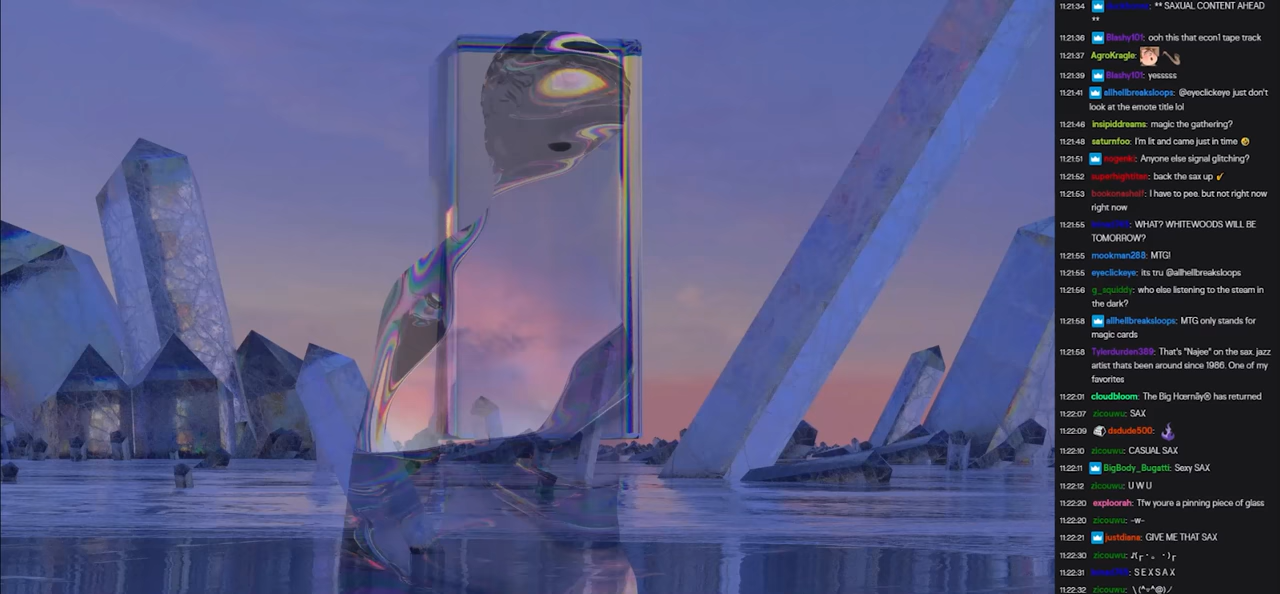 11:21:34 : ** SAXUAL CONTENT AHEAD
**
11:21:36 Blashy101: ooh this that econ1 tape track
11:21:37 AgroKragle:
11:21:39 Blashy101: yesssss
11:21:41 allhellbreaksloops: @eyeclickeye just don't
look at the emote title lol
11:21:46 insipiddreams: magic the gathering?
11:21:48 saturnfoo: I'm lit and came just in time
11:21:51 Anyone else signal glitching?
11:21:52 back the sax up
11:21:53 I have to pee. but not right now
right now
11:21:55 : WHAT? WHITEWOODS WILL BE
TOMORROW?
11:21:55 mookman288: MTG!
11:21:55 eyeclickeye: its tru @allhellbreaksloops
11:21:56 g_squiddy: who else listening to the steam in
the dark?
11:21:58 allhellbreaksloops: MTG only stands for
magic cards
11:21:58 Tylerdurden389: That's "Najee" on the sax. jazz
artist thats been around since 1986. One of my
favorites
11:22:01 cloudbloom: The Big Hœrnäy® has returned
11:22:07 zicouwu: SAX
11:22:09 dsdude500:
11:22:10 zicouwu: CASUAL SAX
11:22:11 BigBody_Bugatti: Sexy SAX
11:22:12 zicouwu: U W U
11:22:20 exploorah: Tfw youre a pinning piece of glass
11:22:20 zicouwu: -w-
11:22:21 justdiana: GIVE ME THAT SAX
11:22:30 zicouwu:
11:22:31 : S E X S A X
11:22:32 zicouwu: \(^▿^@)ノ